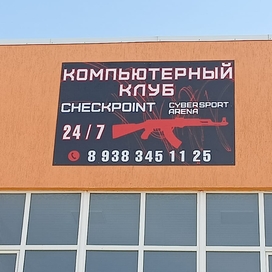 КОМПЬЮТЕРНЫЙ
КЛУБ
CHECKPOINT CYBERSPORT
ARENA
24 / 7
8 938 345 11 25